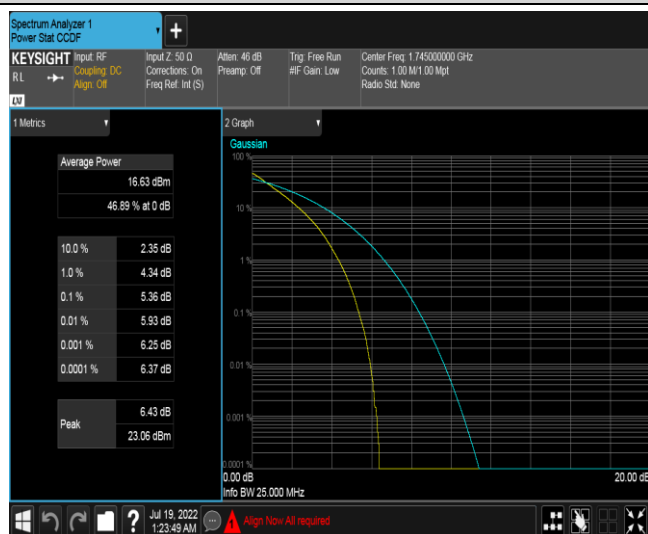 Spectrum Analyzer 1
Power Stat CCDF
+
KEYSIGHT
RL
LXI
Input: RF
Coupling: DC
Align: Off
Input Z: 50 Ω
Corrections: On
Freq Ref: Int (S)
Atten: 46 dB
Preamp: Off
Trig: Free Run
#IF Gain: Low
Center Freq: 1.745000000 GHz
Counts: 1.00 M/1.00 Mpt
Radio Std: None
1 Metrics
Average Power
16.63 dBm
46.89 % at 0 dB
10.0 % 2.35 dB
1.0 % 4.34 dB
0.1 % 5.36 dB
0.01 % 5.93 dB
0.001 % 6.25 dB
0.0001 % 6.37 dB
Peak
6.43 dB
23.06 dBm
2 Graph
Gaussian
100 %
10 %
1 %
0.1 %
0.01 %
0.001 %
0.0001 %
0.00 dB 20.00 dB
Info BW 25.000 MHz
?
Jul 19, 2022
1:23:49 AM
Align Now All required